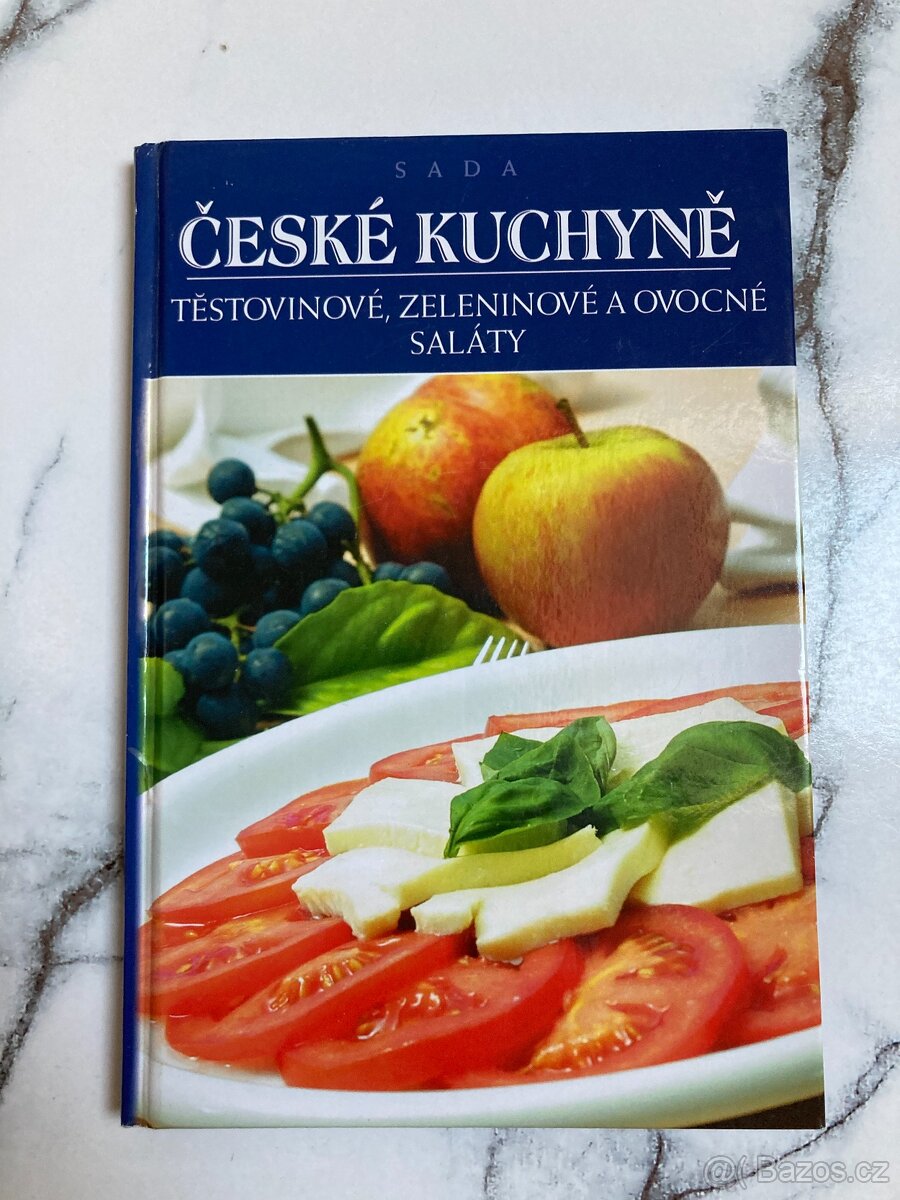 SADA
ČESKÉ KUCHYNĚ
TĚSTOVINOVÉ, ZELENINOVÉ A OVOCNÉ
SALÁTY
@( Bazos.cz